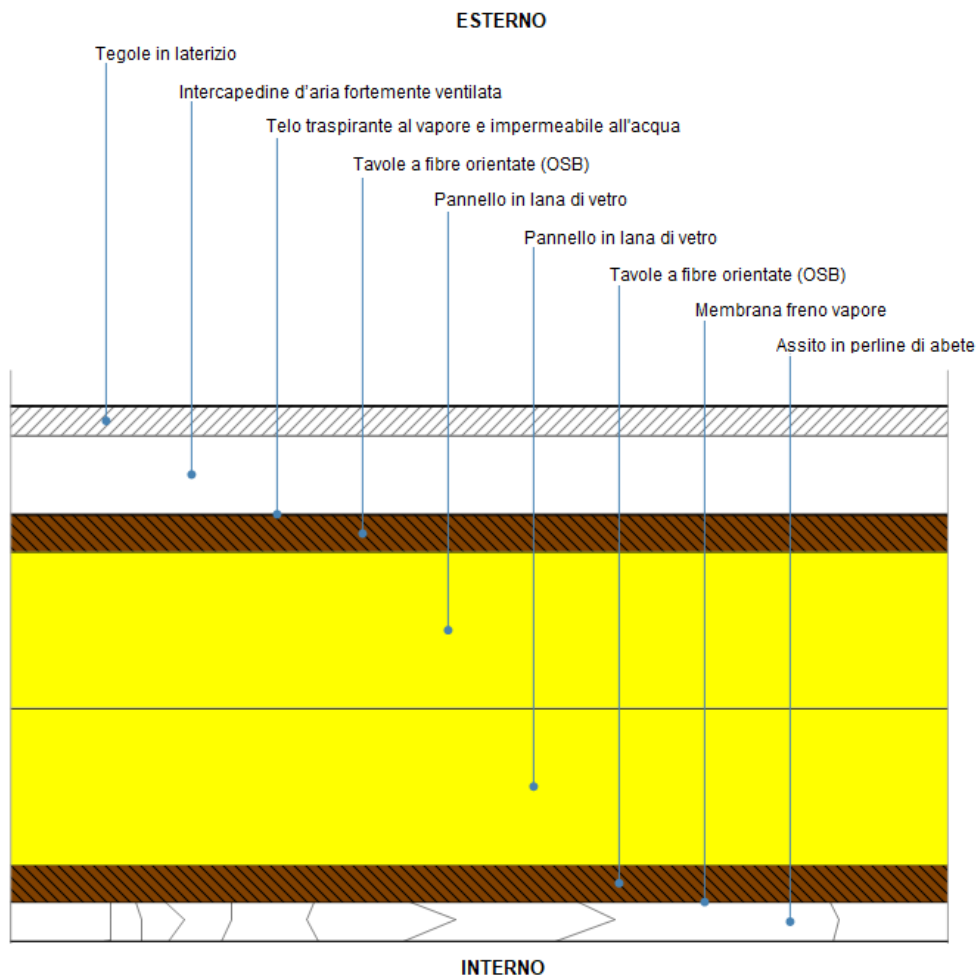 ESTERNO
Tegole in laterizio
Intercapedine d'aria fortemente ventilata
Telo traspirante al vapore e impermeabile all'acqua
Tavole a fibre orientate (OSB)
Pannello in lana di vetro
Pannello in lana di vetro
Tavole a fibre orientate (OSB)
Membrana freno vapore
Assito in perline di abete
INTERNO